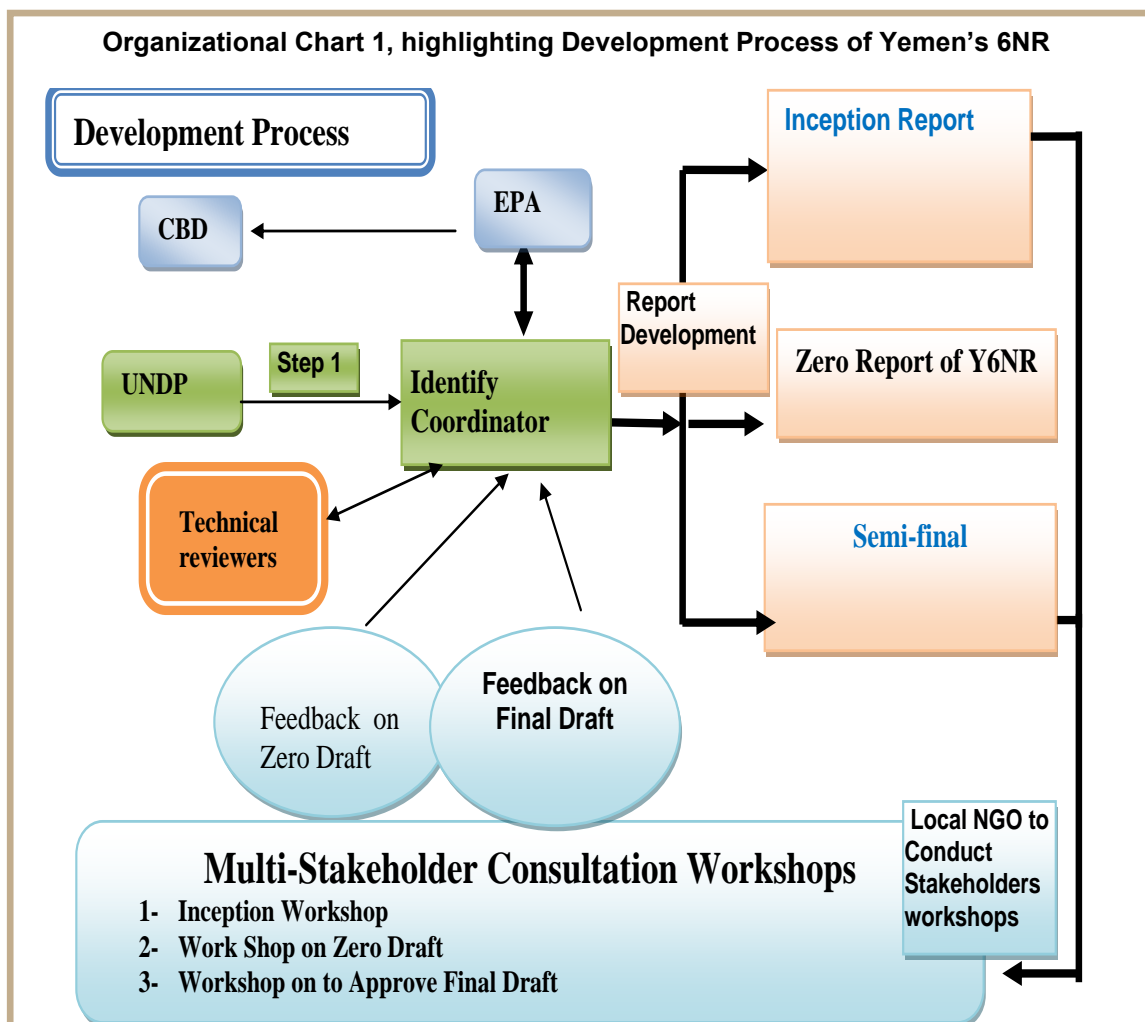 Organizational Chart 1, highlighting Development Process of Yemen's 6NR
Development Process
Inception Report
CBD
EPA
Report
Development
Zero Report of Y6NR
UNDP
Step 1
Identify
Coordinator
Technical
reviewers
Semi-final
Feedback on
Zero Draft
Feedback on
Final Draft
Local NGO to
Conduct
Stakeholders
workshops
Multi-Stakeholder Consultation Workshops
1- Inception Workshop
2- Work Shop on Zero Draft
3- Workshop on to Approve Final Draft